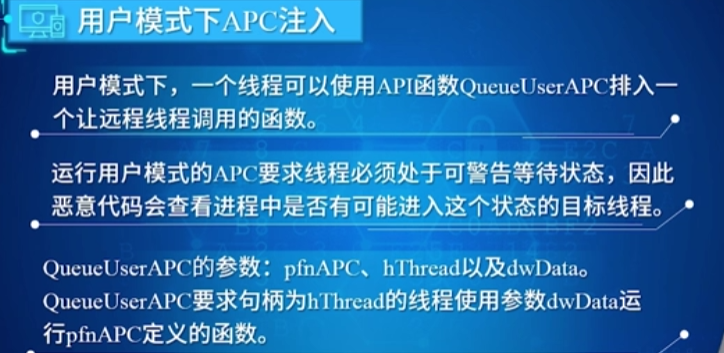 用户模式下APC注入
用户模式下，一个线程可以使用API函数QueueUserAPC排入一
个让远程线程调用的函数。
运行用户模式的APC要求线程必须处于可警告等待状态，因此
恶意代码会查看进程中是否有可能进入这个状态的目标线程。
QueueUserAPC的参数：pfnAPC、hThread以及dwData。
QueueUserAPC要求句柄为hThread的线程使用参数dwData运
行pfnAPC定义的函数。